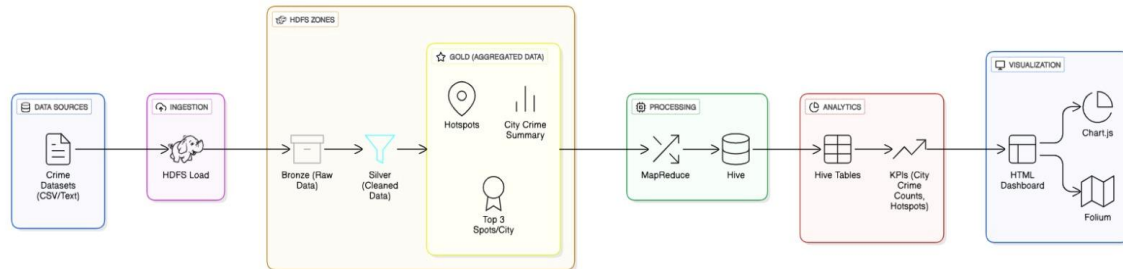 DATA SOURCES
Crime
Datasets
(CSV/Text)
INGESTION
HDFS Load
HDFS ZONES
Bronze (Raw
Data)
Silver
(Cleaned
Data)
GOLD (AGGREGATED DATA)
Hotspots
City Crime
Summary
Top 3
Spots/City
PROCESSING
MapReduce
Hive
ANALYTICS
Hive Tables
KPIs (City
Crime
Counts,
Hotspots)
VISUALIZATION
HTML
Dashboard
Chart.js
Folium